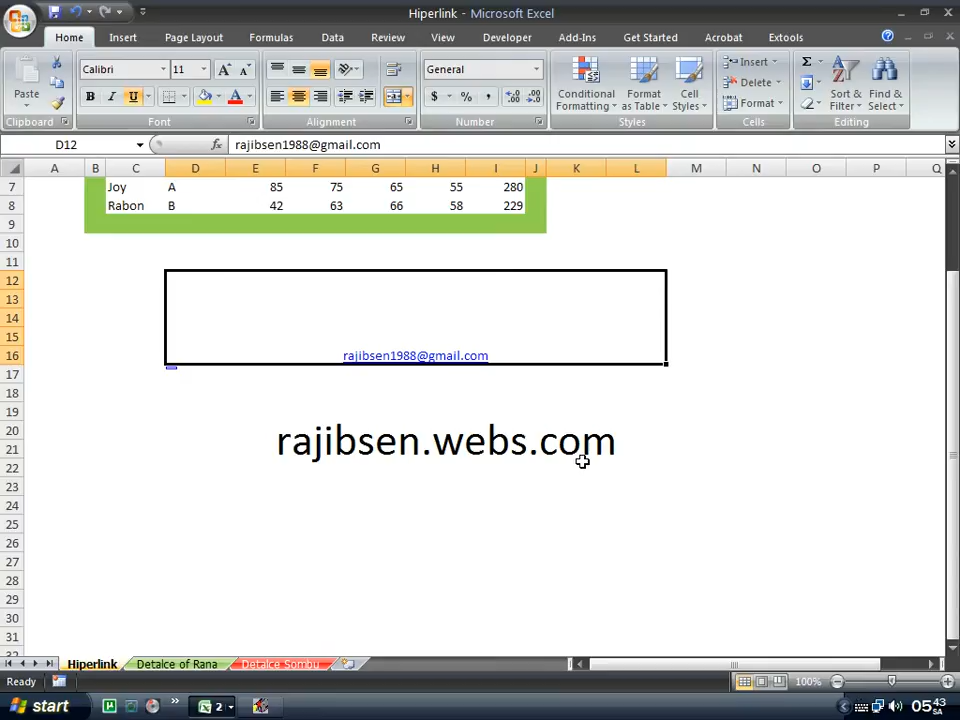 Hiperlink - Microsoft Excel
Home Insert Page Layout Formulas Data Review View Developer Add-Ins Get Started Acrobat Extools
Calibri 11 General Insert
Paste Conditional Format Cell Delete Sort & Find &
B I U A $ % , Formatting as Table Styles Format Filter Select
Clipboard Font Alignment Number Styles Cells Editing
D12 fx rajibsen1988@gmail.com
A B C D E F G H I J K L M N O P Q
7 Joy A 85 75 65 55 280
8 Rabon B 42 63 66 58 229
9
10
11
12
13
14
15
16 rajibsen1988@gmail.com
17
18
19
20
rajibsen.webs.com
21
22
23
24
25
26
27
28
29
30
31
32
Hiperlink Detalce of Rana Detalce Sombu
Ready 100%
start 2 05:43
SA